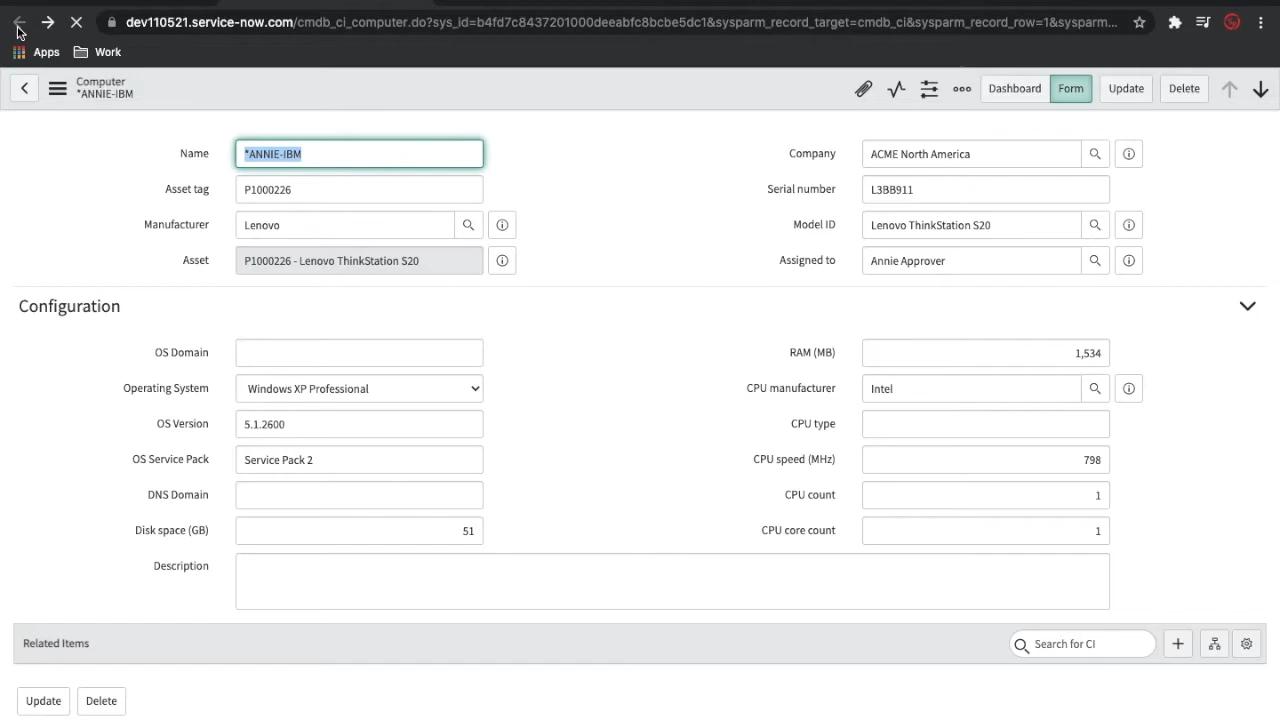 dev110521.service-now.com/cmdb_ci_computer.do?sys_id=b4fd7c8437201000deeabfc8bcbe5dc1&sysparm_record_target=cmdb_ci&sysparm_record_row=1&sysparm...
Apps Work
Computer
*ANNIE-IBM
Dashboard Form Update Delete
Name *ANNIE-IBM Company ACME North America
Asset tag P1000226 Serial number L3BB911
Manufacturer Lenovo Model ID Lenovo ThinkStation S20
Asset P1000226 - Lenovo ThinkStation S20 Assigned to Annie Approver
Configuration
OS Domain RAM (MB) 1,534
Operating System Windows XP Professional CPU manufacturer Intel
OS Version 5.1.2600 CPU type
OS Service Pack Service Pack 2 CPU speed (MHz) 798
DNS Domain CPU count 1
Disk space (GB) 51 CPU core count 1
Description
Related Items Search for CI
Update Delete